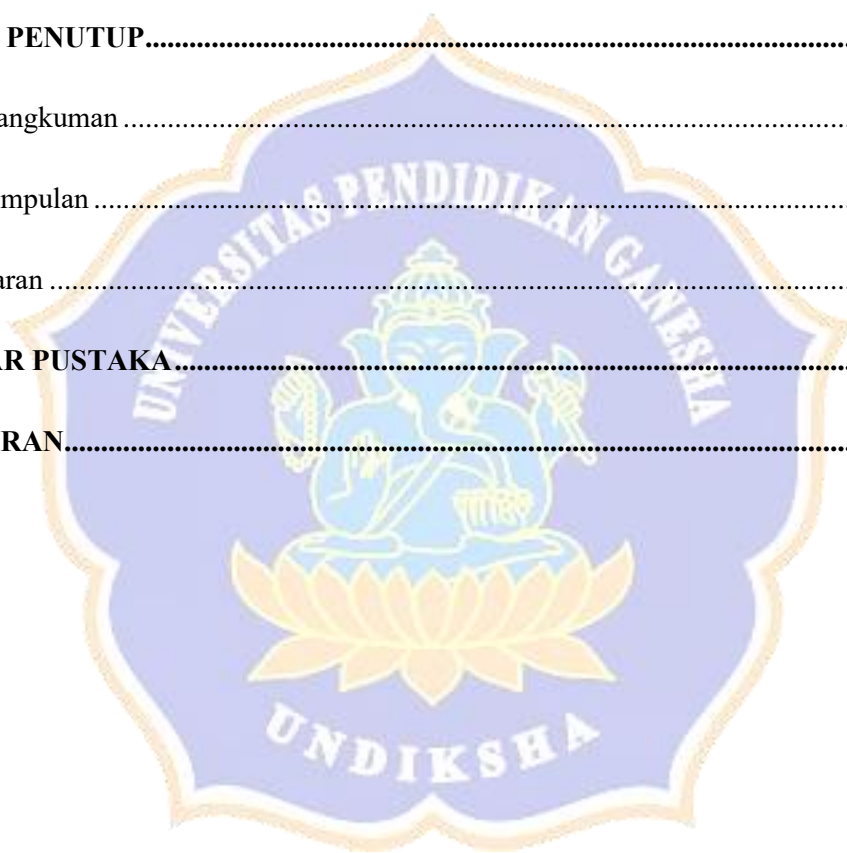 PENUTUP..........................................................................
angkuman..........................................................................
mpulan..........................................................................
aran..........................................................................
AR PUSTAKA..........................................................................
RAN..........................................................................
UNIVERSITAS PENDIDIKAN GANESHA
UNDIKSHA